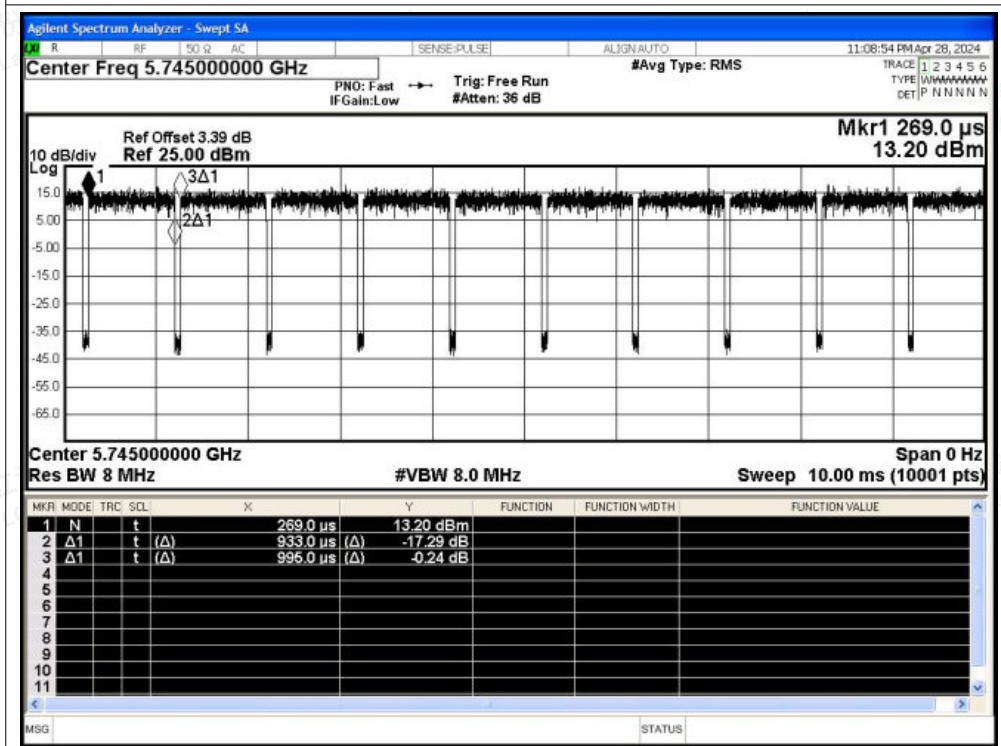 Agilent Spectrum Analyzer - Swept SA
LXI R RF 50 Ω AC SENSE:PULSE ALIGN AUTO 11:08:54 PM Apr 28, 2024
Center Freq 5.745000000 GHz #Avg Type: RMS TRACE 1 2 3 4 5 6
PNO: Fast Trig: Free Run TYPE WWWWWW
IFGain:Low #Atten: 36 dB DET P N N N N N
Mkr1 269.0 µs
Ref Offset 3.39 dB
10 dB/div Ref 25.00 dBm 13.20 dBm
Log
1 3Δ1
15.0
2Δ1
5.00
-5.00
-15.0
-25.0
-35.0
-45.0
-55.0
-65.0
Center 5.745000000 GHz Span 0 Hz
Res BW 8 MHz #VBW 8.0 MHz Sweep 10.00 ms (10001 pts)
MKR MODE TRC SCL X Y FUNCTION FUNCTION WIDTH FUNCTION VALUE
1 N t 269.0 µs 13.20 dBm
2 Δ1 t (Δ) 933.0 µs (Δ) -17.29 dB
3 Δ1 t (Δ) 995.0 µs (Δ) -0.24 dB
4
5
6
7
8
9
10
11
MSG STATUS